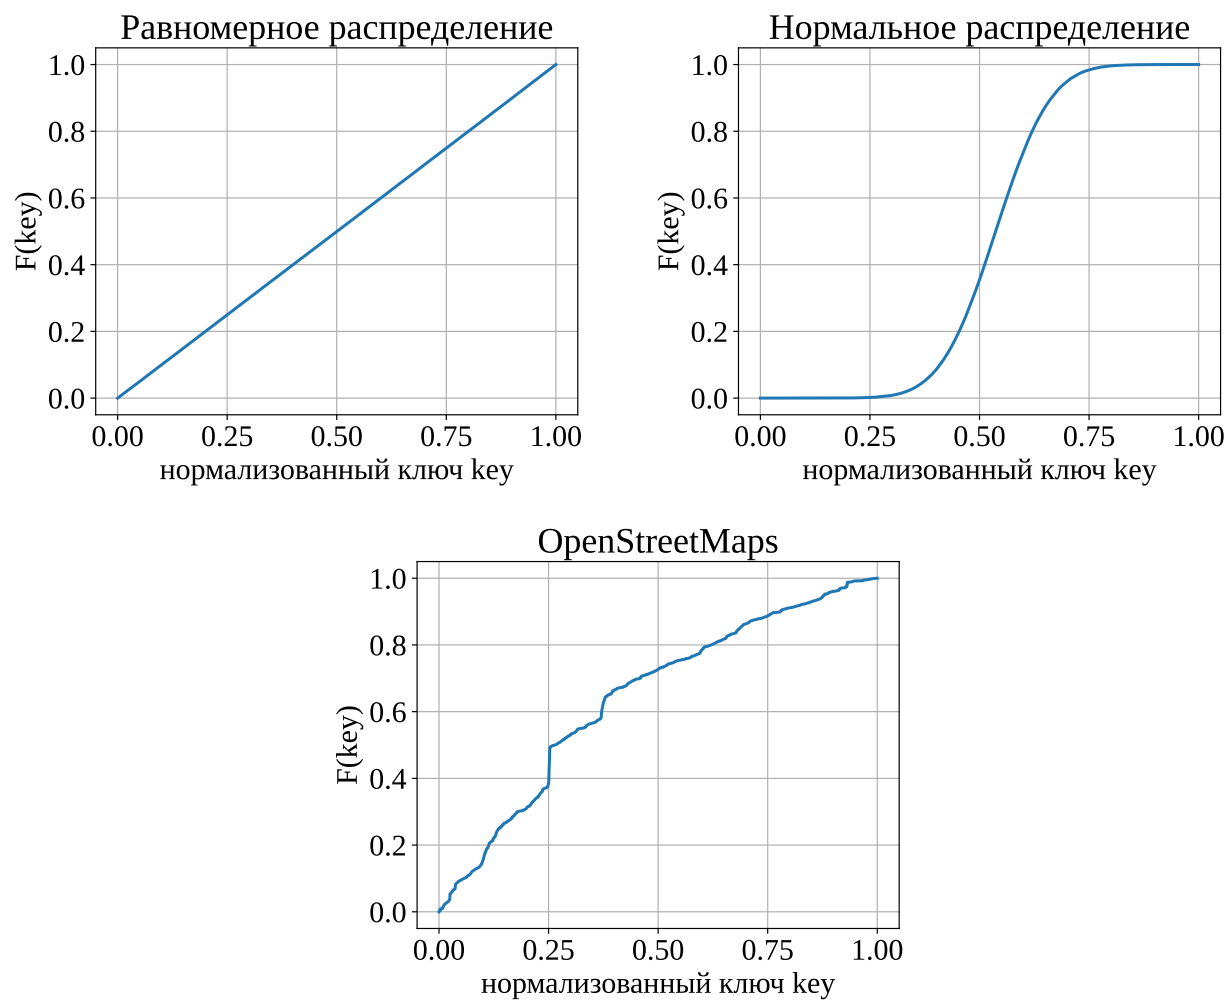 Равномерное распределение
Нормальное распределение
1.0
0.8
0.6
0.4
0.2
0.0
F(key)
0.00 0.25 0.50 0.75 1.00
нормализованный ключ key
1.0
0.8
0.6
0.4
0.2
0.0
F(key)
0.00 0.25 0.50 0.75 1.00
нормализованный ключ key
OpenStreetMaps
1.0
0.8
0.6
0.4
0.2
0.0
F(key)
0.00 0.25 0.50 0.75 1.00
нормализованный ключ key